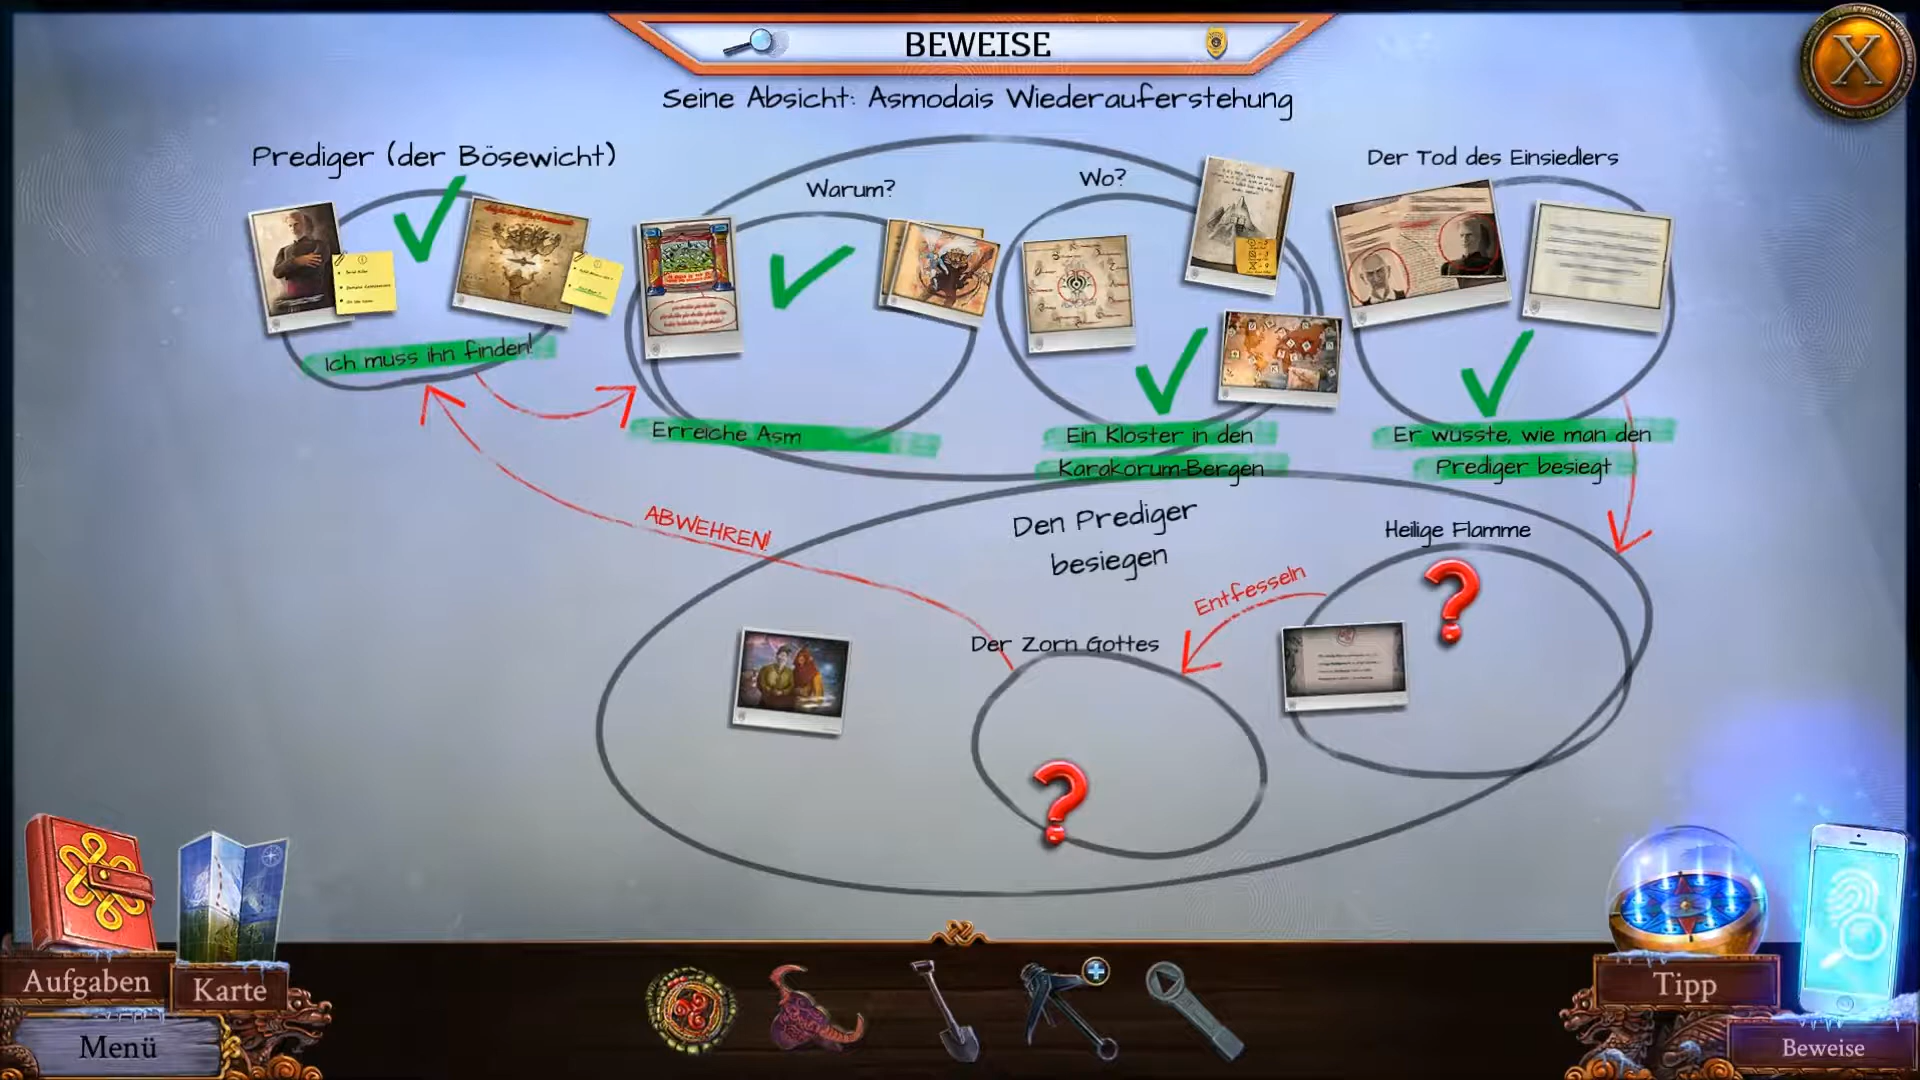 BEWEISE
X
Seine Absicht: Asmodais Wiederauferstehung
Prediger (der Bösewicht)
Warum?
Wo?
Der Tod des Einsiedlers
Ich muss ihn finden!
Erreiche Asm
Ein Kloster in den
Karakorum-Bergen
Er wusste, wie man den
Prediger besiegt
ABWEHREN!
Den Prediger
besiegen
Heilige Flamme
Entfesseln
Der Zorn Gottes
?
?
Aufgaben
Karte
Menü
Tipp
Beweise